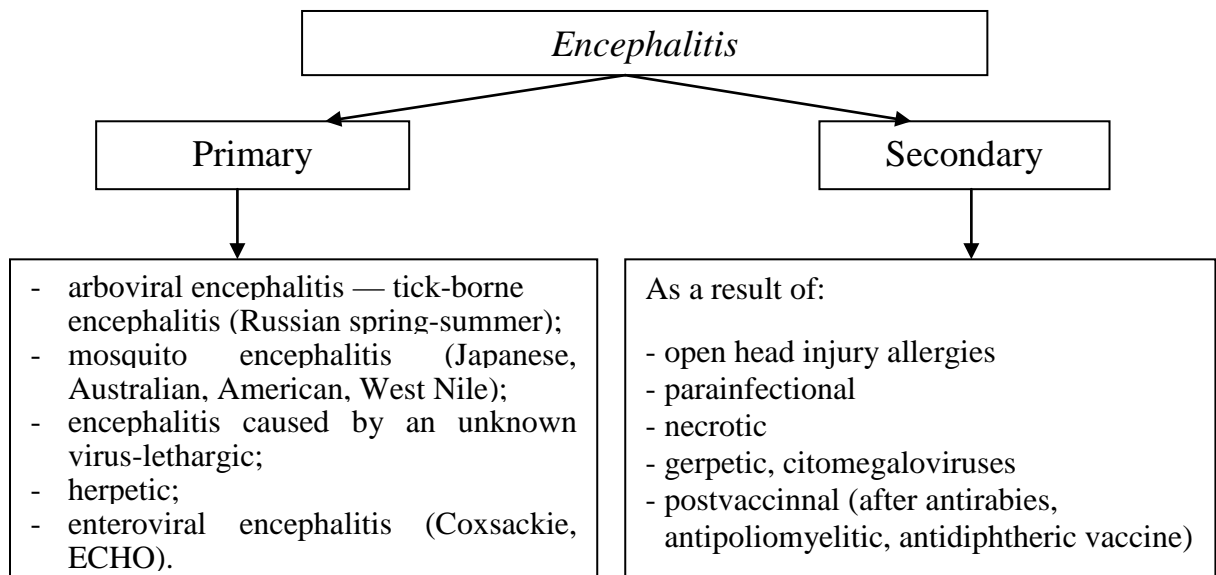 Encephalitis
Primary
Secondary
- arboviral encephalitis — tick-borne
encephalitis (Russian spring-summer);
- mosquito encephalitis (Japanese,
Australian, American, West Nile);
- encephalitis caused by an unknown
virus-lethargic;
- herpetic;
- enteroviral encephalitis (Coxsackie,
ECHO).
As a result of:
- open head injury allergies
- parainfectional
- necrotic
- gerpetic, citomegaloviruses
- postvaccinnal (after antirabies,
antipoliomyelitic, antidiphtheric vaccine)